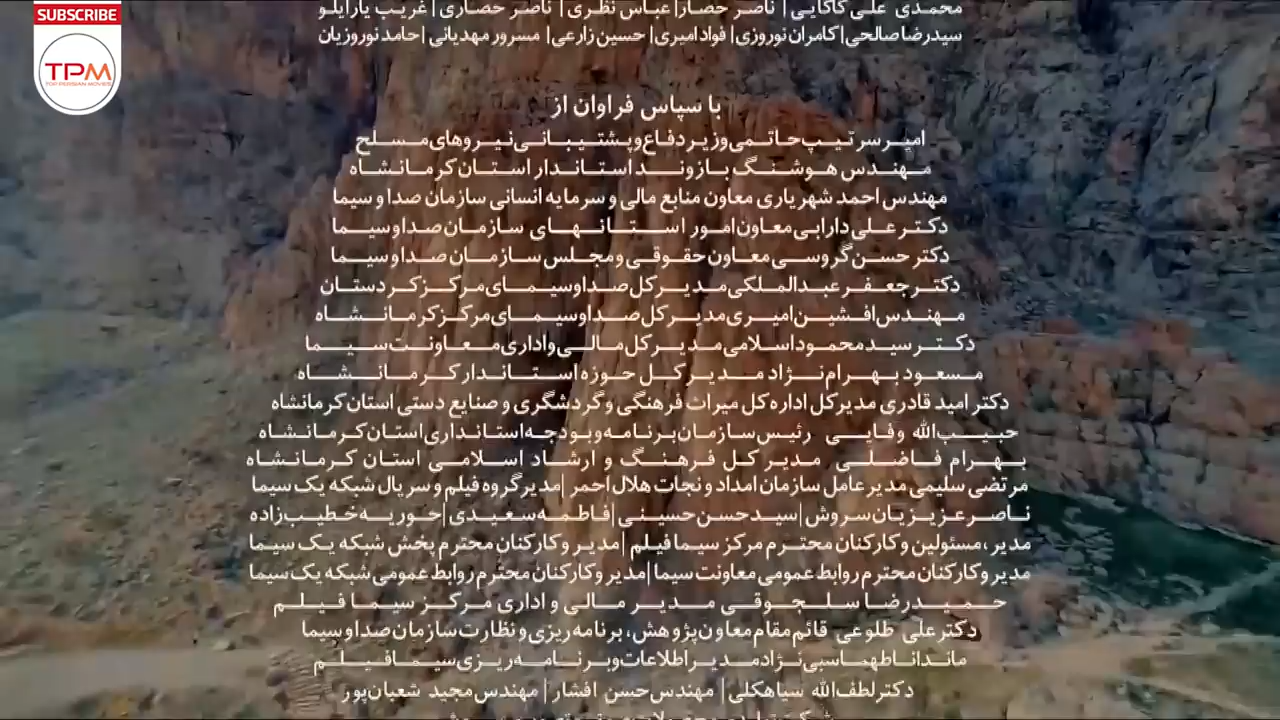 SUBSCRIBE
TPM
TOP PERSIAN MOVIES
محمدی علی کاکایی | ناصر حصار | عباس نظری | ناصر حصاری | غریب یارایلو
سیدرضا صالحی | کامران نوروزی | فواد امیری | حسین زارعی | مسرور مهدیانی | حامد نوروزیان
با سپاس فراوان از
امیر سرتیپ حاتمی وزیر دفاع و پشتیبانی نیروهای مسلح
مهندس هوشنگ بازوند استاندار استان کرمانشاه
مهندس احمد شهریاری معاون منابع مالی و سرمایه انسانی سازمان صدا و سیما
دکتر علی دارابی معاون امور استانهای سازمان صدا و سیما
دکتر حسن گروسی معاون حقوقی و مجلس سازمان صدا و سیما
دکتر جعفر عبدالملکی مدیرکل صدا و سیمای مرکز کردستان
مهندس افشین امیری مدیرکل صدا و سیمای مرکز کرمانشاه
دکتر سید محمود اسلامی مدیرکل مالی و اداری معاونت سیما
مسعود بهرام نژاد مدیرکل حوزه استاندار کرمانشاه
دکتر امید قادری مدیرکل اداره کل میراث فرهنگی و گردشگری و صنایع دستی استان کرمانشاه
حبیب‌الله وفایی رئیس سازمان برنامه و بودجه استانداری استان کرمانشاه
بهرام فاضلی مدیر کل فرهنگ و ارشاد اسلامی استان کرمانشاه
مرتضی سلیمی مدیرعامل سازمان امداد و نجات هلال احمر | مدیر گروه فیلم و سریال شبکه یک سیما
ناصر عزیزیان سروش | سید حسن حسینی | فاطمه سعیدی | حوریه خطیب‌زاده
مدیر، مسئولین و کارکنان محترم مرکز سیما فیلم | مدیر و کارکنان محترم پخش شبکه یک سیما
مدیر و کارکنان محترم روابط عمومی معاونت سیما | مدیر و کارکنان محترم روابط عمومی شبکه یک سیما
حمیدرضا سلجوقی مدیر مالی و اداری مرکز سیما فیلم
دکتر علی طلوعی قائم مقام معاون پژوهش، برنامه‌ریزی و نظارت سازمان صدا و سیما
ماندانا طهماسبی نژاد مدیر اطلاعات و برنامه‌ریزی سیما فیلم
دکتر لطف‌الله سیاهکلی | مهندس حسن افشار | مهندس مجید شعبان‌پور